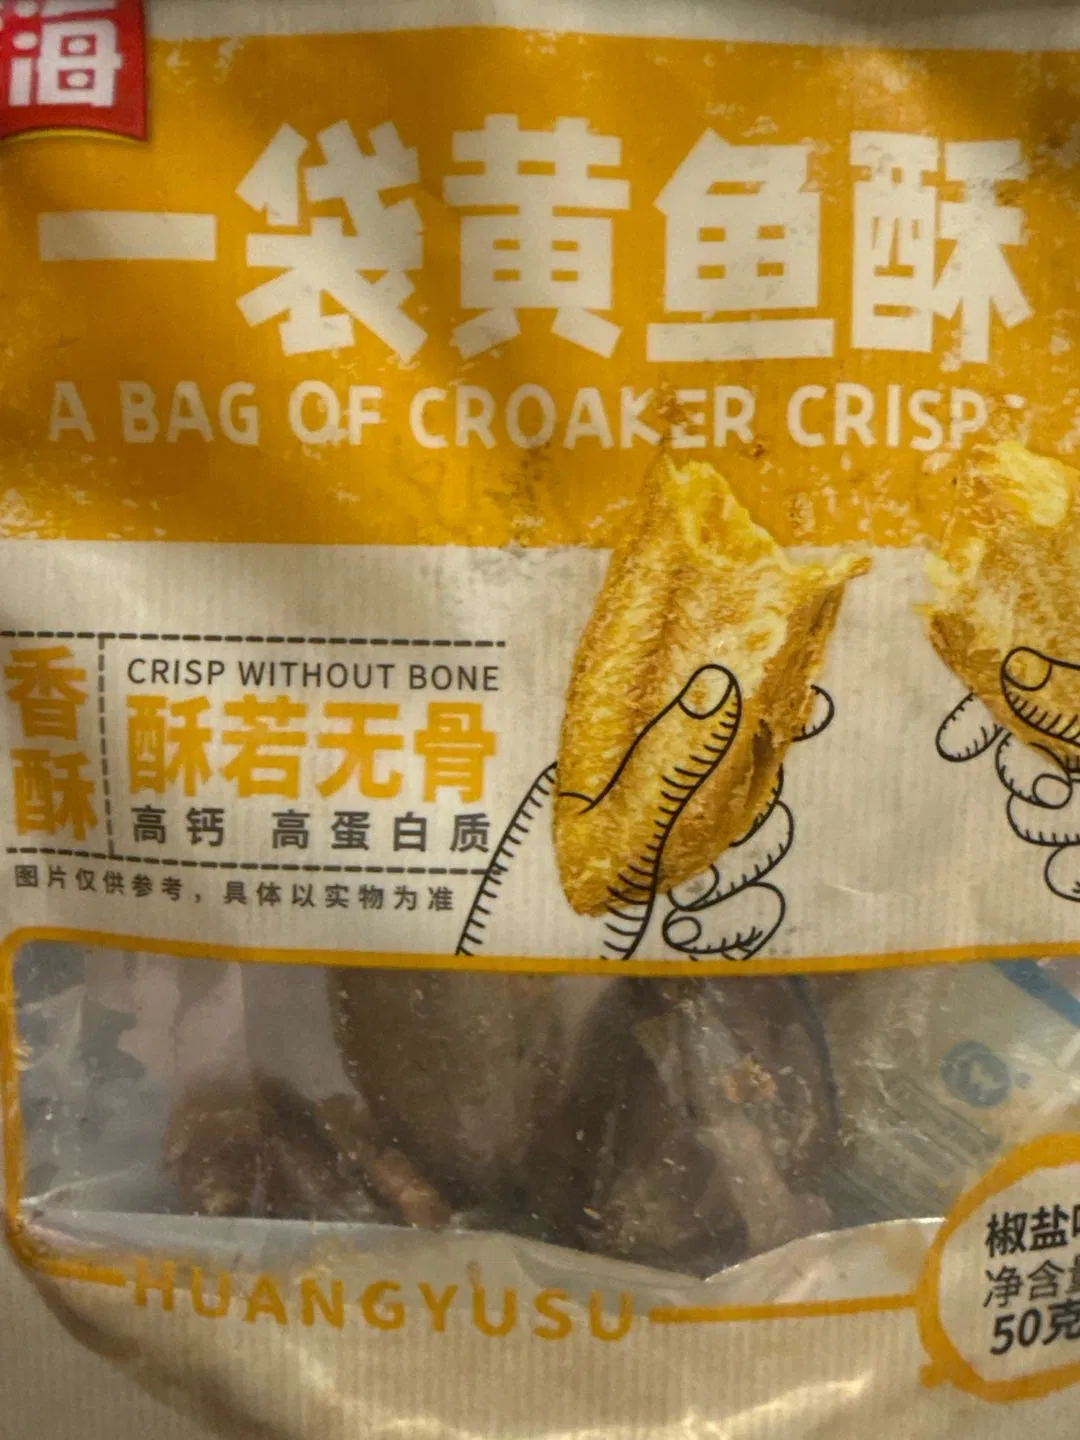 海
一袋黄鱼酥
A BAG OF CROAKER CRISP
香酥
CRISP WITHOUT BONE
酥若无骨
高钙 高蛋白质
图片仅供参考，具体以实物为准
HUANGYUSU
椒盐
净含量
50克